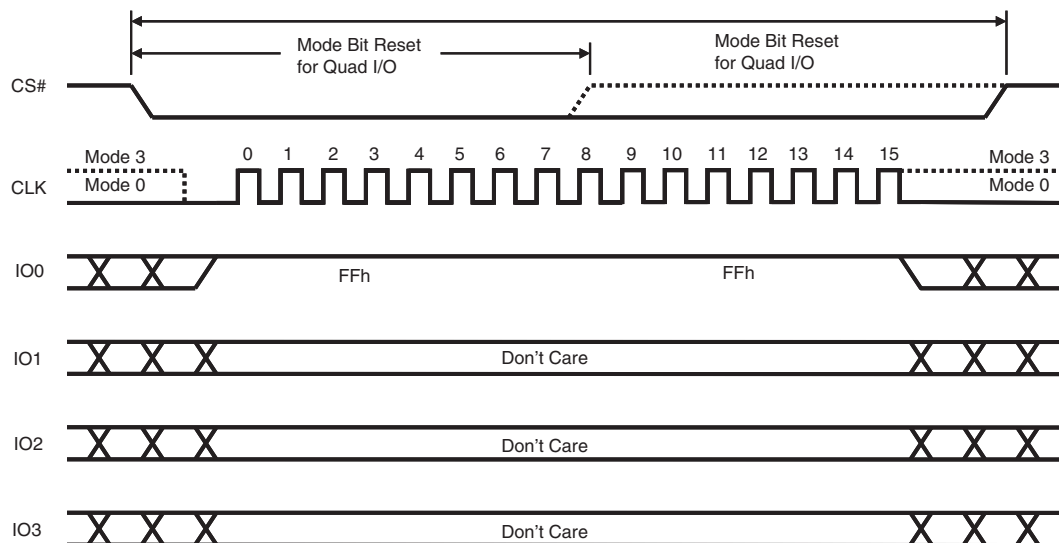 Mode Bit Reset
for Quad I/O
Mode Bit Reset
for Quad I/O
CS#
0 1 2 3 4 5 6 7 8 9 10 11 12 13 14 15
Mode 3
Mode 3
CLK
Mode 0
Mode 0
IO0
FFh
FFh
IO1
Don't Care
IO2
Don't Care
IO3
Don't Care